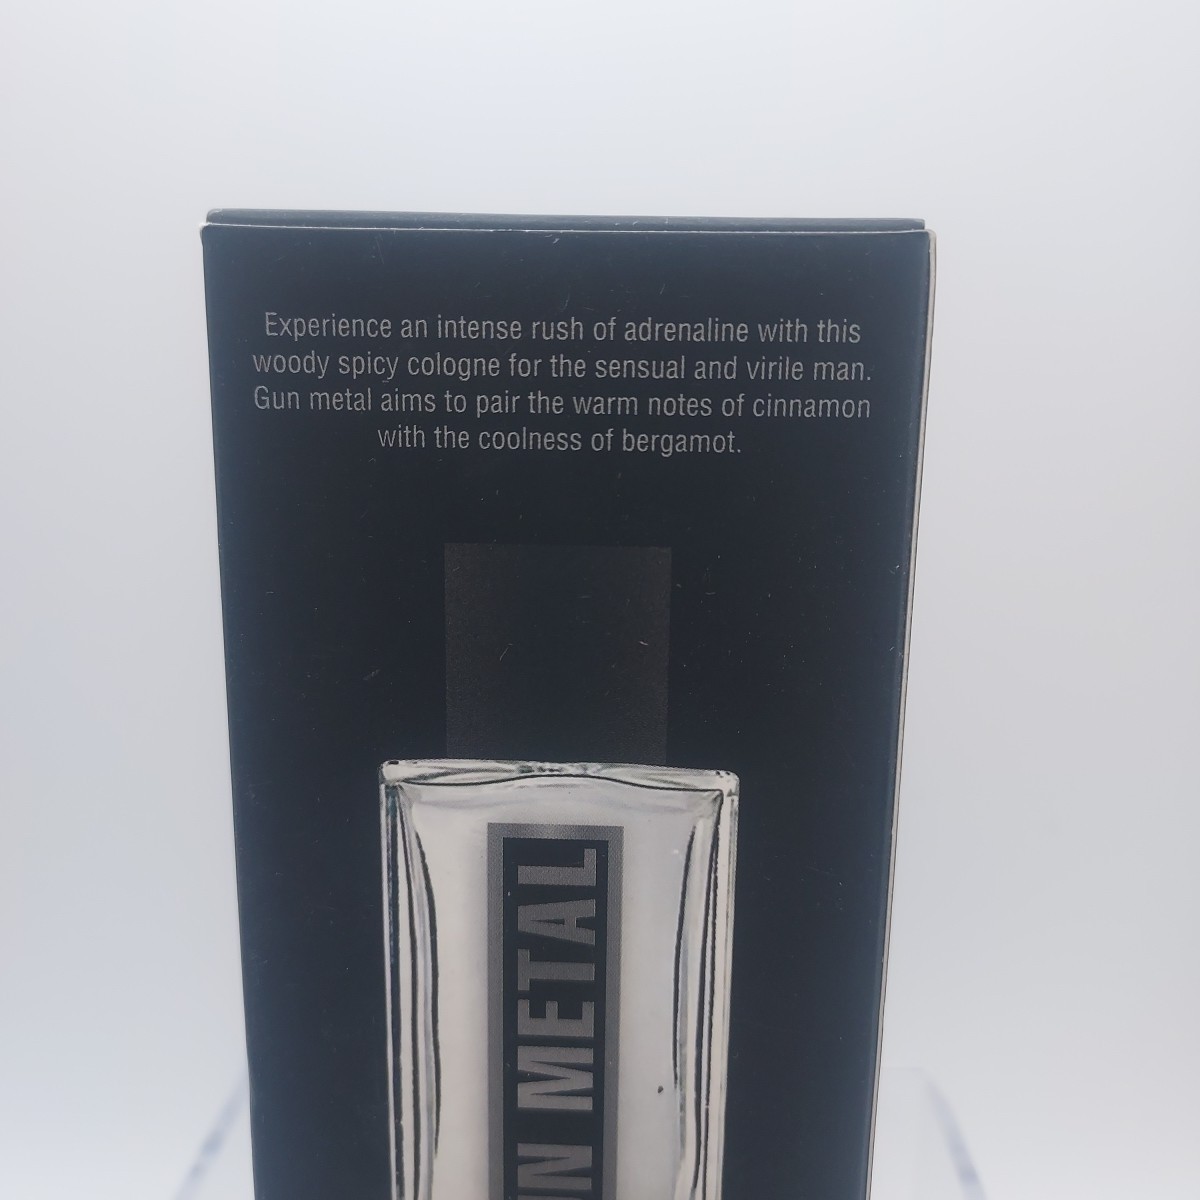 Experience an intense rush of adrenaline with this
woody spicy cologne for the sensual and virile man.
Gun metal aims to pair the warm notes of cinnamon
with the coolness of bergamot.
METAL